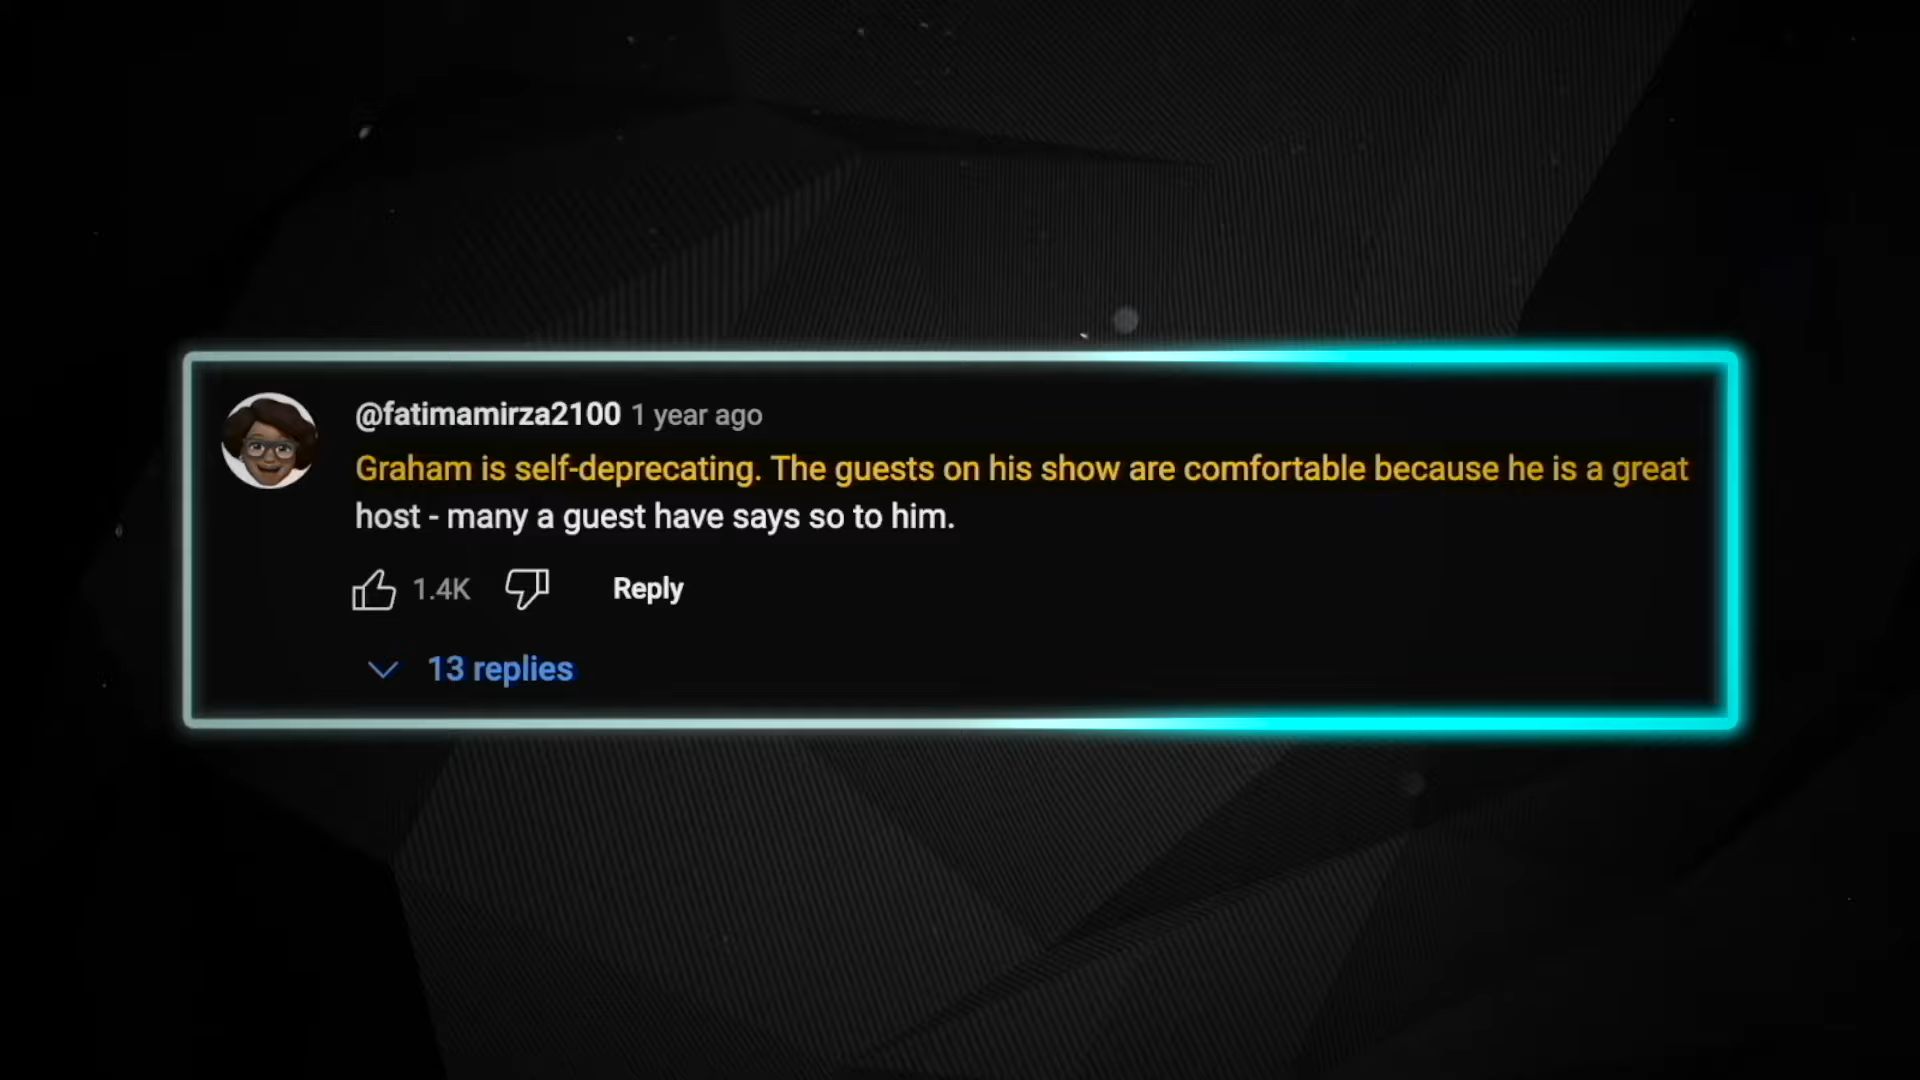 @fatimamirza2100 1 year ago
Graham is self-deprecating. The guests on his show are comfortable because he is a great
host - many a guest have says so to him.
1.4K Reply
13 replies